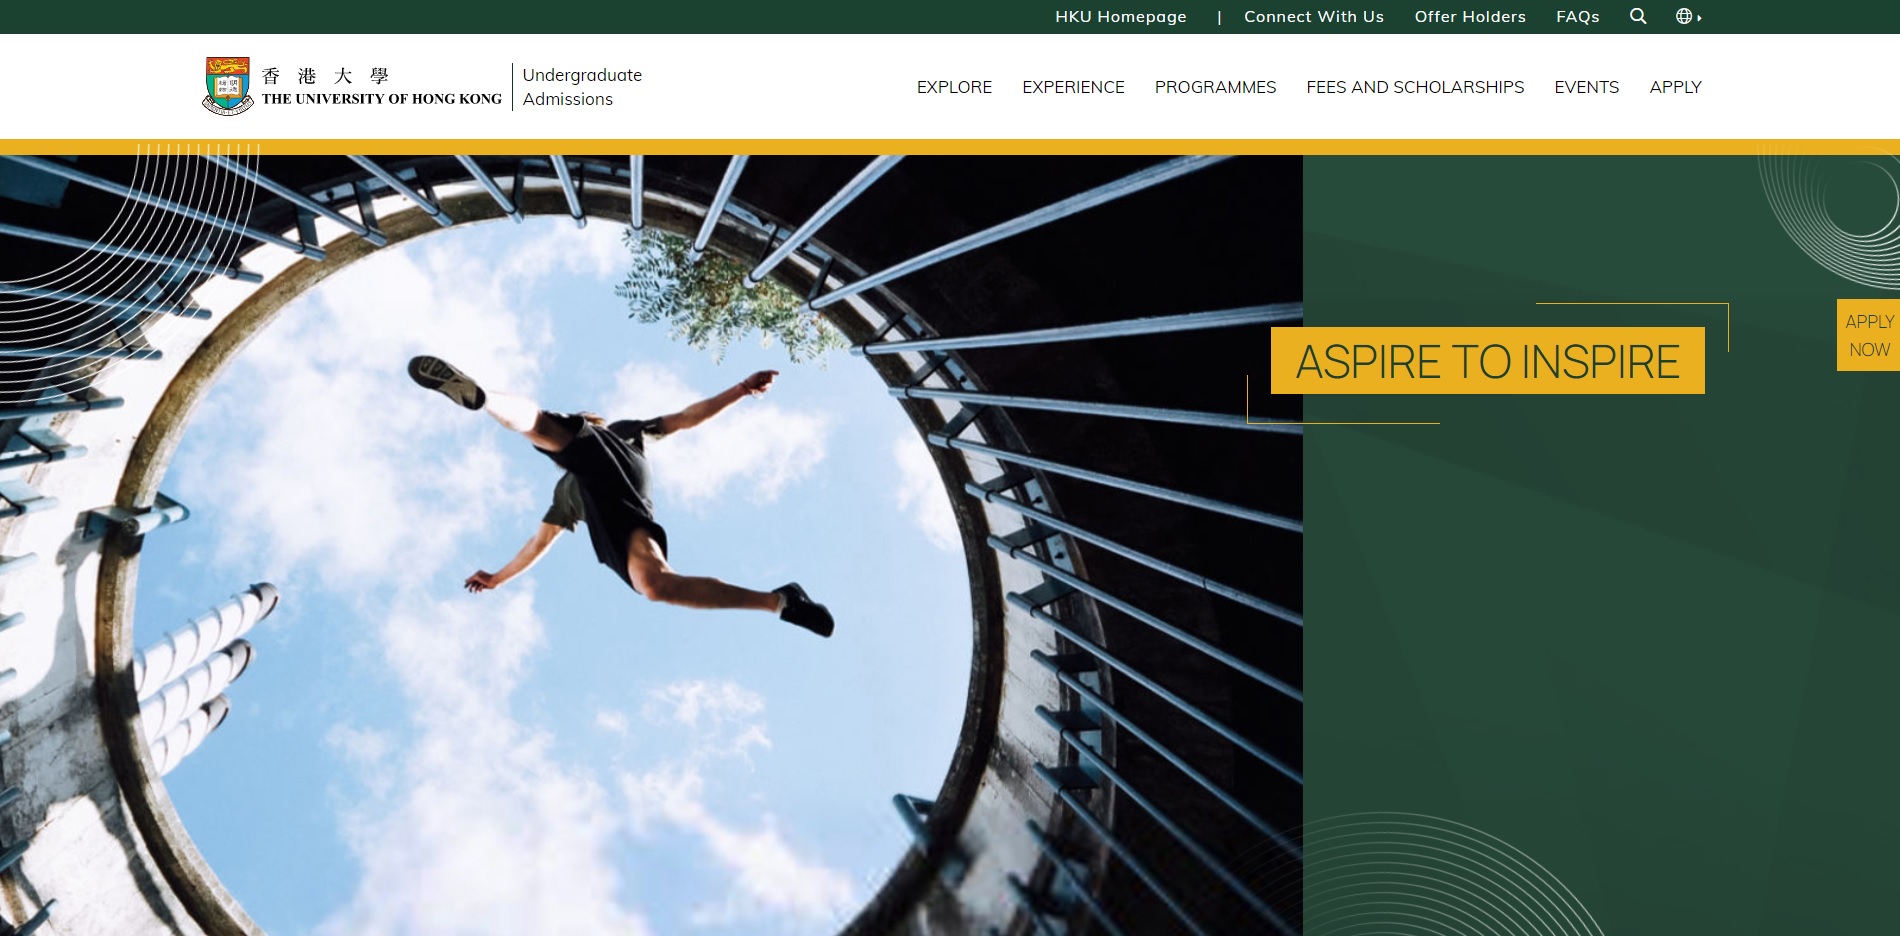 HKU Homepage | Connect With Us Offer Holders FAQs
香港大學
THE UNIVERSITY OF HONG KONG
Undergraduate
Admissions
EXPLORE EXPERIENCE PROGRAMMES FEES AND SCHOLARSHIPS EVENTS APPLY
ASPIRE TO INSPIRE
APPLY
NOW